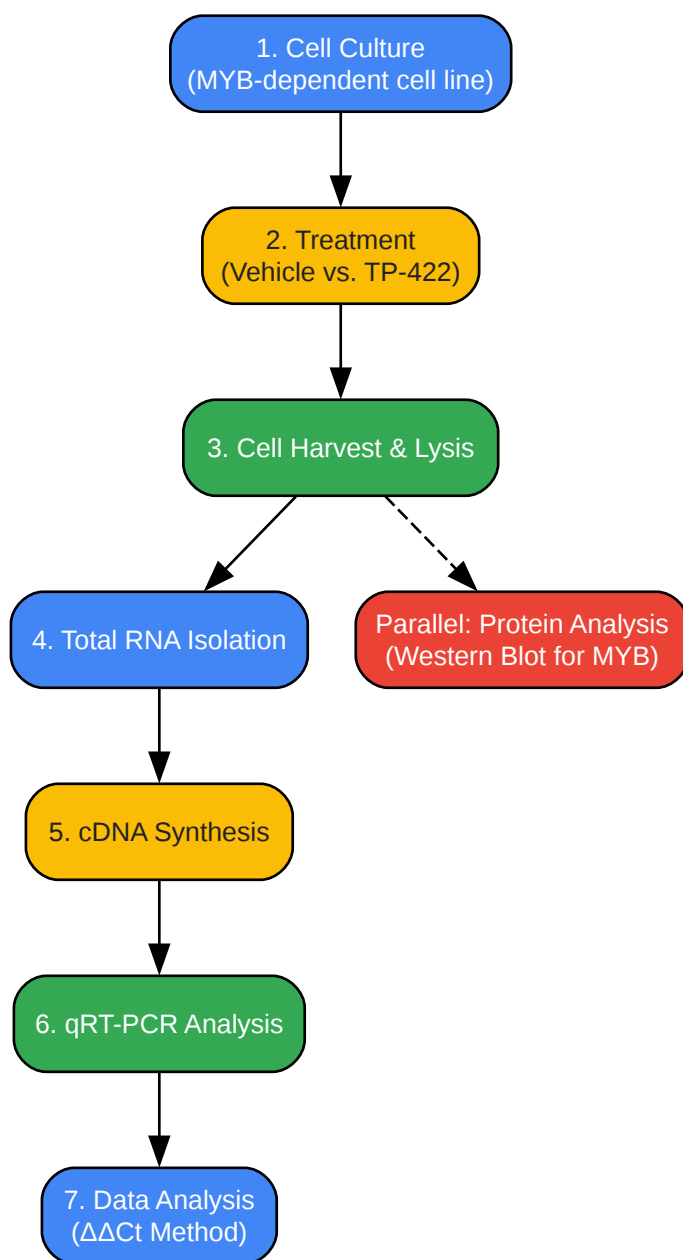 1. Cell Culture
(MYB-dependent cell line)
2. Treatment
(Vehicle vs. TP-422)
3. Cell Harvest & Lysis
4. Total RNA Isolation
Parallel: Protein Analysis
(Western Blot for MYB)
5. cDNA Synthesis
6. qRT-PCR Analysis
7. Data Analysis
(ΔΔCt Method)